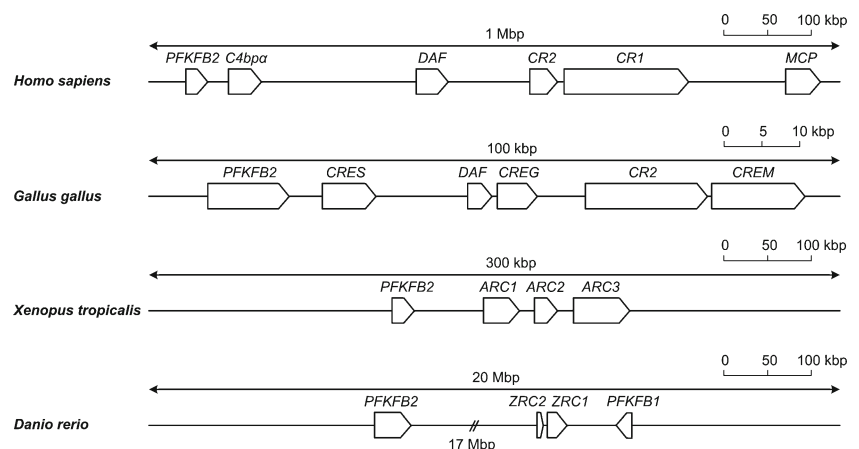 0 50 100 kbp
1 Mbp
PFKFB2 C4bpα DAF CR2 CR1 MCP
Homo sapiens
0 5 10 kbp
100 kbp
PFKFB2 CRES DAF CREG CR2 CREM
Gallus gallus
0 50 100 kbp
300 kbp
PFKFB2 ARC1 ARC2 ARC3
Xenopus tropicalis
0 50 100 kbp
20 Mbp
PFKFB2 ZRC2 ZRC1 PFKFB1
Danio rerio
17 Mbp